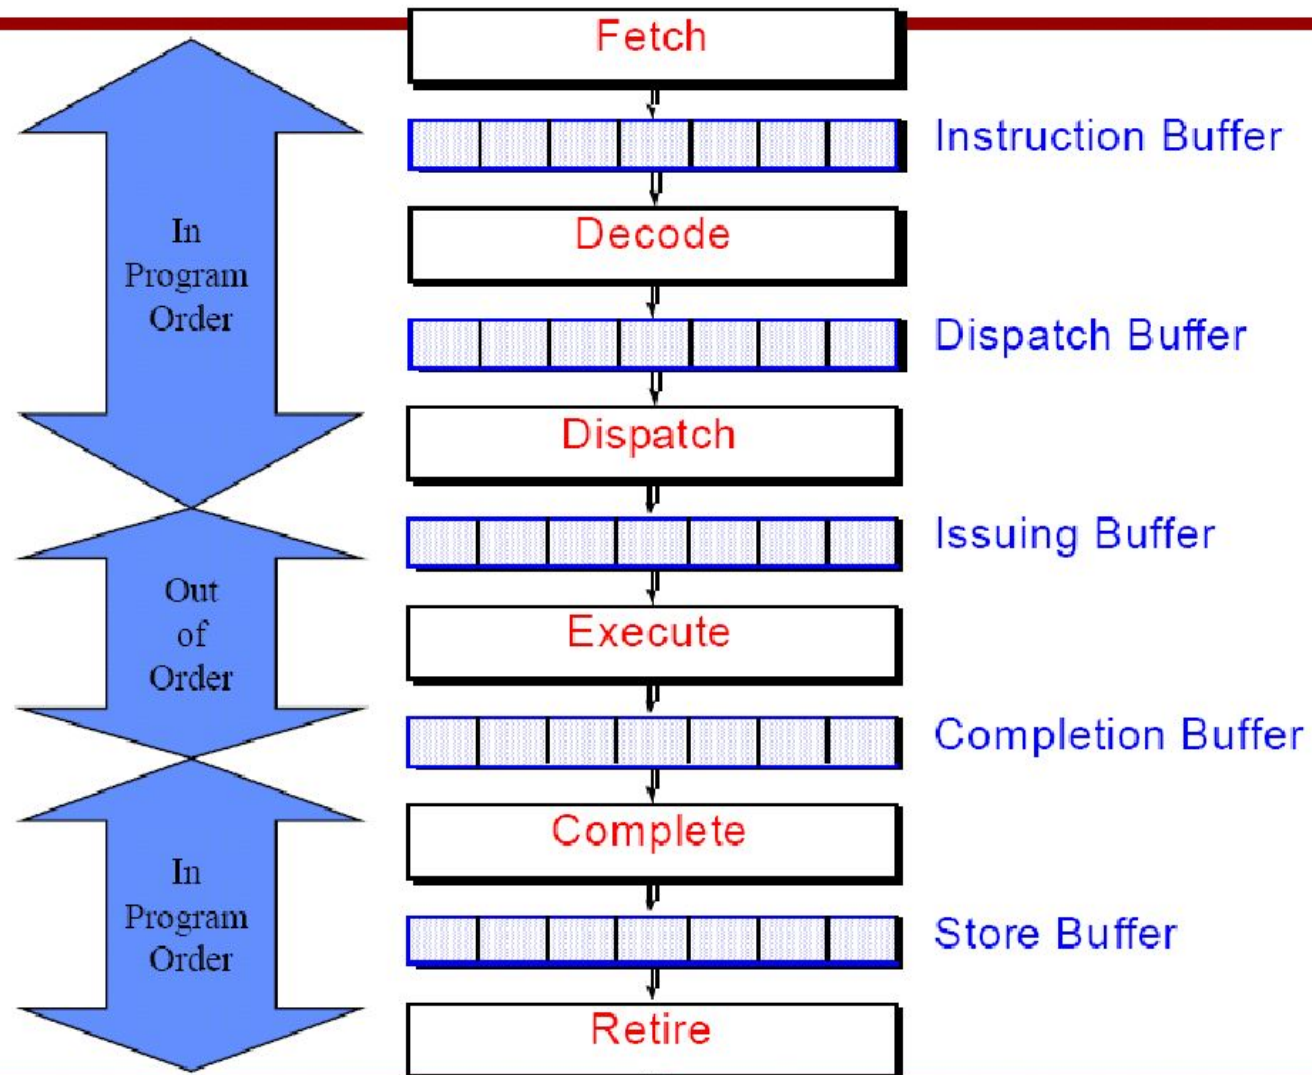 Fetch
Instruction Buffer
Decode
In
Program
Order
Dispatch Buffer
Dispatch
Issuing Buffer
Out
of
Order
Execute
Completion Buffer
Complete
In
Program
Order
Store Buffer
Retire